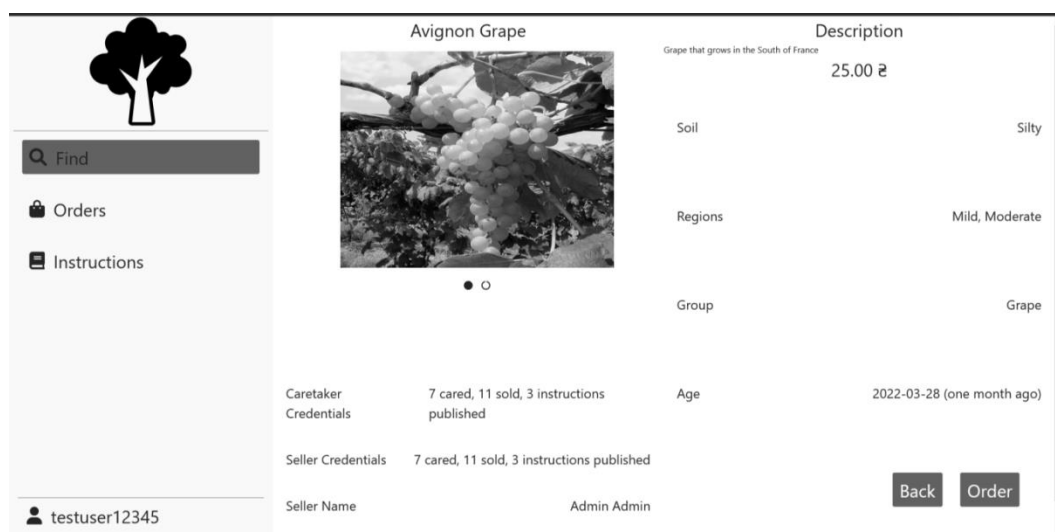 Find
Orders
Instructions
testuser12345
Avignon Grape
Caretaker Credentials
7 cared, 11 sold, 3 instructions published
Seller Credentials 7 cared, 11 sold, 3 instructions published
Seller Name Admin Admin
Description
Grape that grows in the South of France
25.00 ₴
Soil Silty
Regions Mild, Moderate
Group Grape
Age 2022-03-28 (one month ago)
Back Order